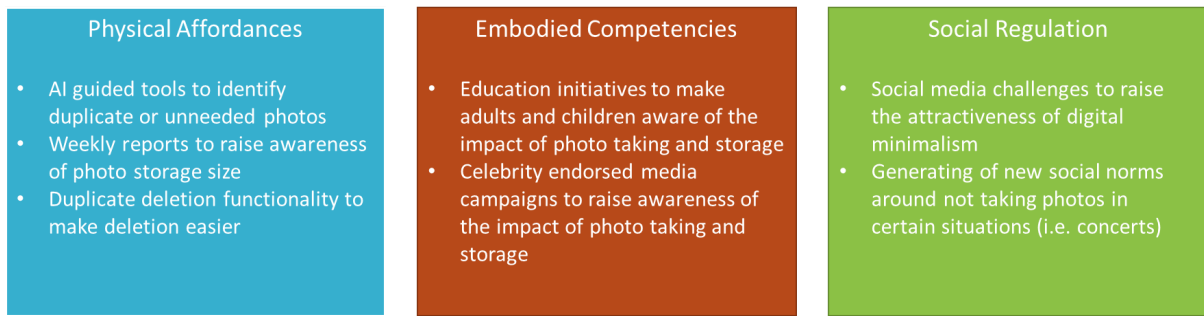 Physical Affordances
• AI guided tools to identify
duplicate or unneeded photos
• Weekly reports to raise awareness
of photo storage size
• Duplicate deletion functionality to
make deletion easier
Embodied Competencies
• Education initiatives to make
adults and children aware of the
impact of photo taking and storage
• Celebrity endorsed media
campaigns to raise awareness of
the impact of photo taking and
storage
Social Regulation
• Social media challenges to raise
the attractiveness of digital
minimalism
• Generating of new social norms
around not taking photos in
certain situations (i.e. concerts)